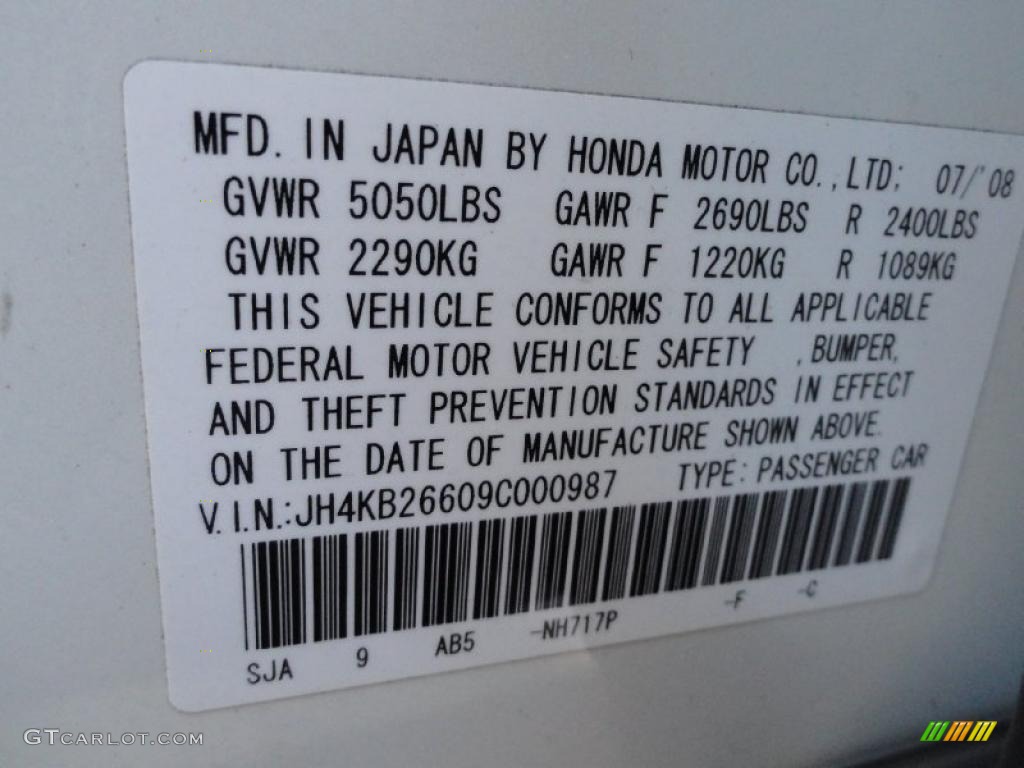 MFD. IN JAPAN BY HONDA MOTOR CO.,LTD; 07/'08
GVWR 5050LBS GAWR F 2690LBS R 2400LBS
GVWR 2290KG GAWR F 1220KG R 1089KG
THIS VEHICLE CONFORMS TO ALL APPLICABLE
FEDERAL MOTOR VEHICLE SAFETY , BUMPER,
AND THEFT PREVENTION STANDARDS IN EFFECT
ON THE DATE OF MANUFACTURE SHOWN ABOVE.
V.I.N.:JH4KB26609C000987 TYPE: PASSENGER CAR
SJA 9 AB5 -NH717P -F -C
GTCARLOT.COM